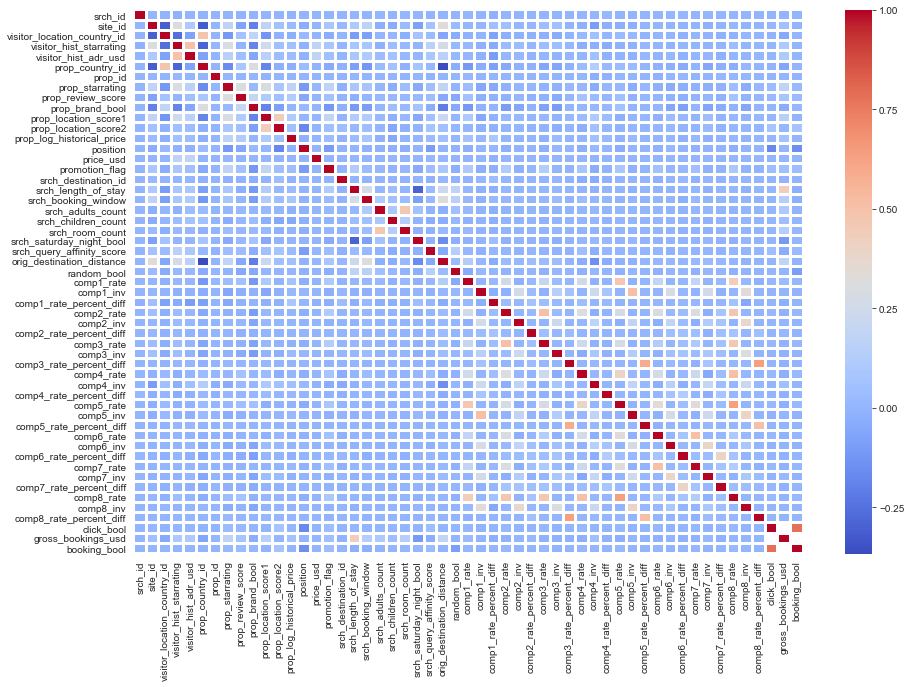 srch_id
site_id
visitor_location_country_id
visitor_hist_starrating
visitor_hist_adr_usd
prop_country_id
prop_id
prop_starrating
prop_review_score
prop_brand_bool
prop_location_score1
prop_location_score2
prop_log_historical_price
position
price_usd
promotion_flag
srch_destination_id
srch_length_of_stay
srch_booking_window
srch_adults_count
srch_children_count
srch_room_count
srch_saturday_night_bool
srch_query_affinity_score
orig_destination_distance
random_bool
comp1_rate
comp1_inv
comp1_rate_percent_diff
comp2_rate
comp2_inv
comp2_rate_percent_diff
comp3_rate
comp3_inv
comp3_rate_percent_diff
comp4_rate
comp4_inv
comp4_rate_percent_diff
comp5_rate
comp5_inv
comp5_rate_percent_diff
comp6_rate
comp6_inv
comp6_rate_percent_diff
comp7_rate
comp7_inv
comp7_rate_percent_diff
comp8_rate
comp8_inv
comp8_rate_percent_diff
click_bool
gross_bookings_usd
booking_bool
srch_id
site_id
visitor_location_country_id
visitor_hist_starrating
visitor_hist_adr_usd
prop_country_id
prop_id
prop_starrating
prop_review_score
prop_brand_bool
prop_location_score1
prop_location_score2
prop_log_historical_price
position
price_usd
promotion_flag
srch_destination_id
srch_length_of_stay
srch_booking_window
srch_adults_count
srch_children_count
srch_room_count
srch_saturday_night_bool
srch_query_affinity_score
orig_destination_distance
random_bool
comp1_rate
comp1_inv
comp1_rate_percent_diff
comp2_rate
comp2_inv
comp2_rate_percent_diff
comp3_rate
comp3_inv
comp3_rate_percent_diff
comp4_rate
comp4_inv
comp4_rate_percent_diff
comp5_rate
comp5_inv
comp5_rate_percent_diff
comp6_rate
comp6_inv
comp6_rate_percent_diff
comp7_rate
comp7_inv
comp7_rate_percent_diff
comp8_rate
comp8_inv
comp8_rate_percent_diff
click_bool
gross_bookings_usd
booking_bool
1.00
0.75
0.50
0.25
0.00
−0.25